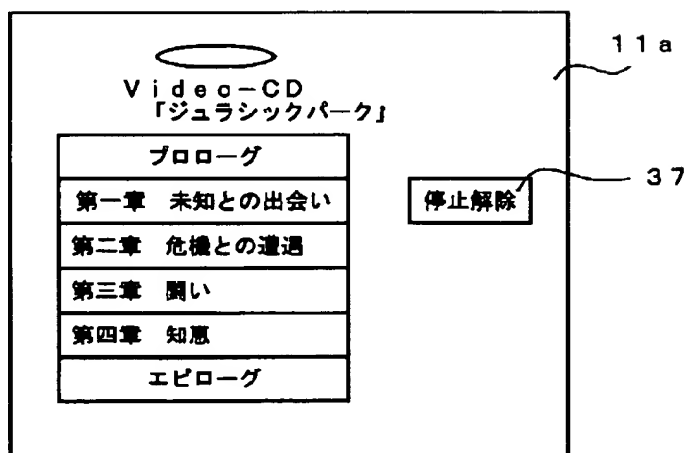 11a
Video-CD
「ジュラシックパーク」
プロローグ
第一章 未知との出会い
停止解除
37
第二章 危機との遭遇
第三章 闘い
第四章 知恵
エピローグ